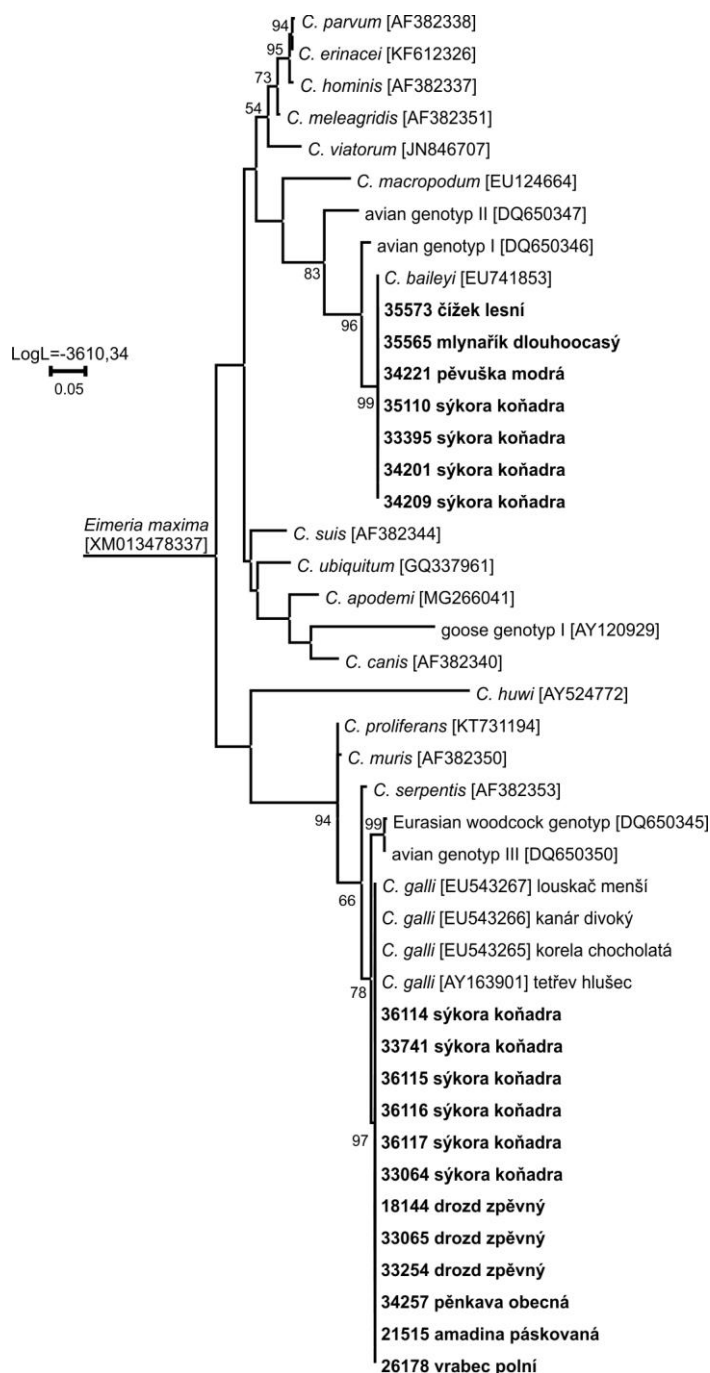 94
C. parvum [AF382338]
95
C. erinacei [KF612326]
73
C. hominis [AF382337]
54
C. meleagridis [AF382351]
C. viatorum [JN846707]
C. macropodum [EU124664]
avian genotyp II [DQ650347]
avian genotyp I [DQ650346]
83
C. baileyi [EU741853]
35573 čížek lesní
96
35565 mlynařík dlouhoocasý
LogL=-3610,34
0.05
34221 pěvuška modrá
99
35110 sýkora koňadra
33395 sýkora koňadra
34201 sýkora koňadra
34209 sýkora koňadra
Eimeria maxima
[XM013478337]
C. suis [AF382344]
C. ubiquitum [GQ337961]
C. apodemi [MG266041]
goose genotyp I [AY120929]
C. canis [AF382340]
C. huwi [AY524772]
C. proliferans [KT731194]
C. muris [AF382350]
C. serpentis [AF382353]
94
99
Eurasian woodcock genotyp [DQ650345]
avian genotyp III [DQ650350]
66
C. galli [EU543267] louskač menší
C. galli [EU543266] kanár divoký
C. galli [EU543265] korela chocholatá
C. galli [AY163901] tetřev hlušec
78
36114 sýkora koňadra
33741 sýkora koňadra
36115 sýkora koňadra
36116 sýkora koňadra
36117 sýkora koňadra
97
33064 sýkora koňadra
18144 drozd zpěvný
33065 drozd zpěvný
33254 drozd zpěvný
34257 pěnkava obecná
21515 amadina páskovaná
26178 vrabec polní